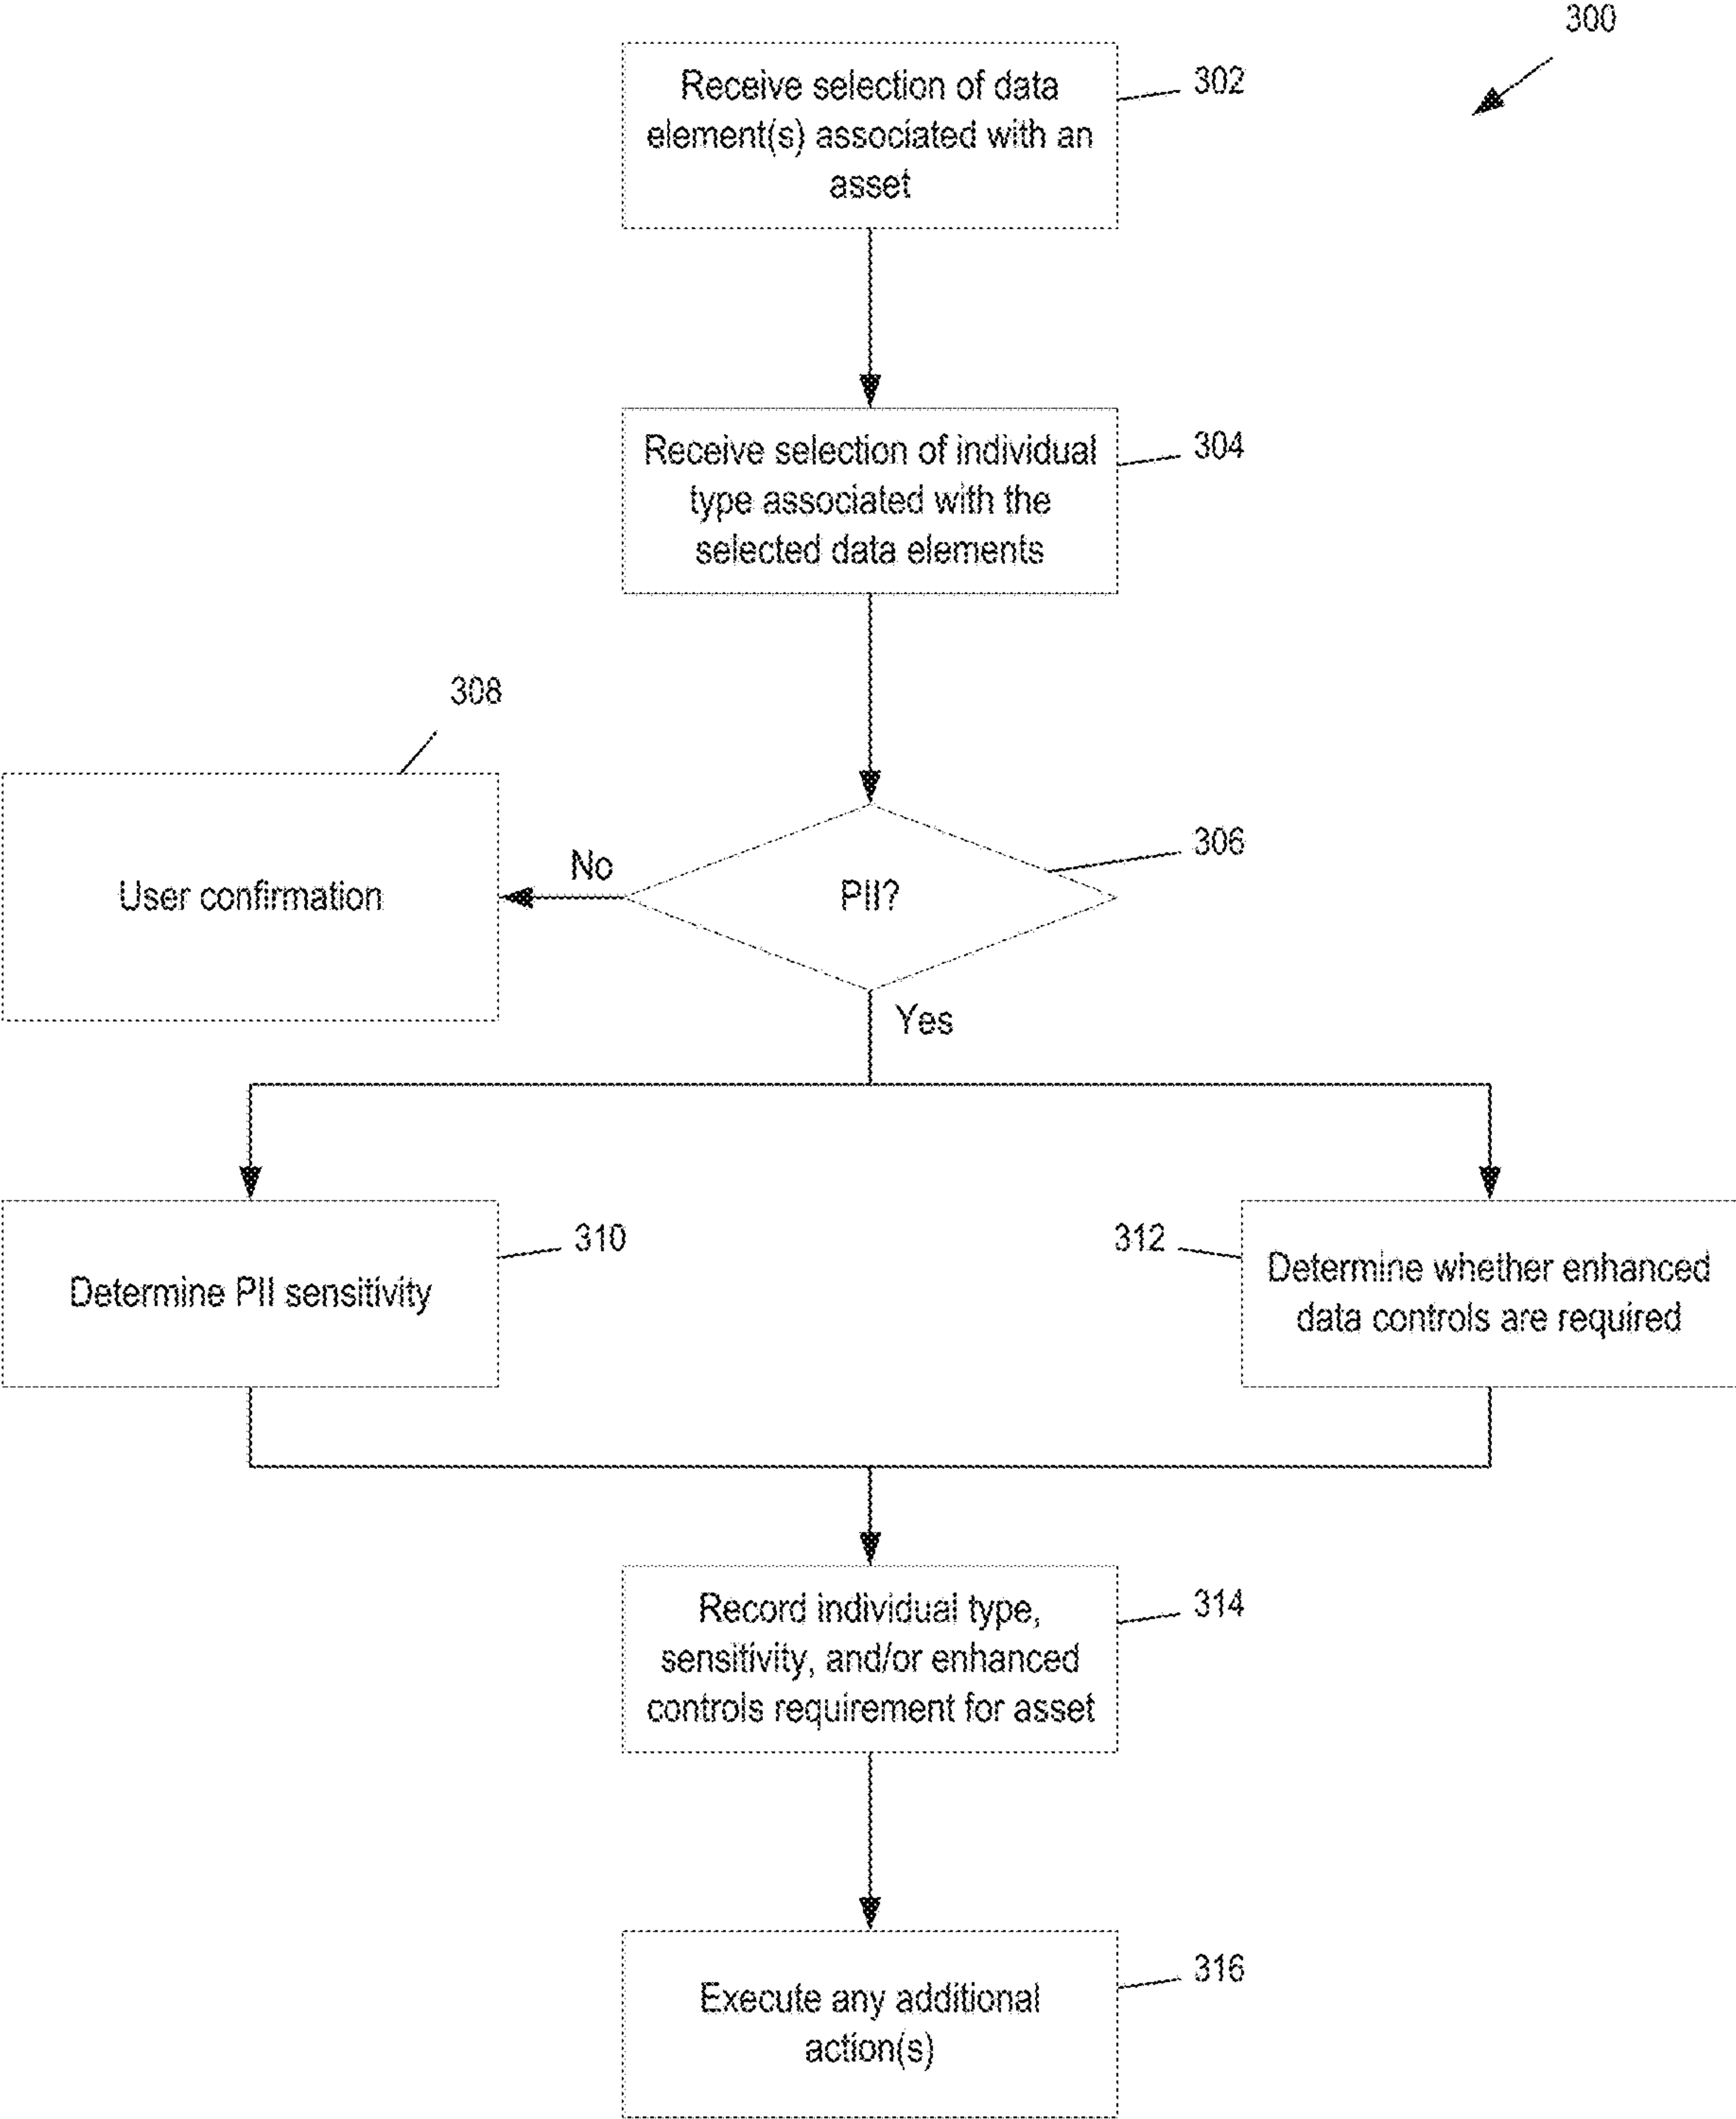 300
Receive selection of data
element(s) associated with an
asset
302
Receive selection of individual
type associated with the
selected data elements
304
308
User confirmation
No
PII?
306
Yes
Determine PII sensitivity
310
312
Determine whether enhanced
data controls are required
Record individual type,
sensitivity, and/or enhanced
controls requirement for asset
314
Execute any additional
action(s)
316